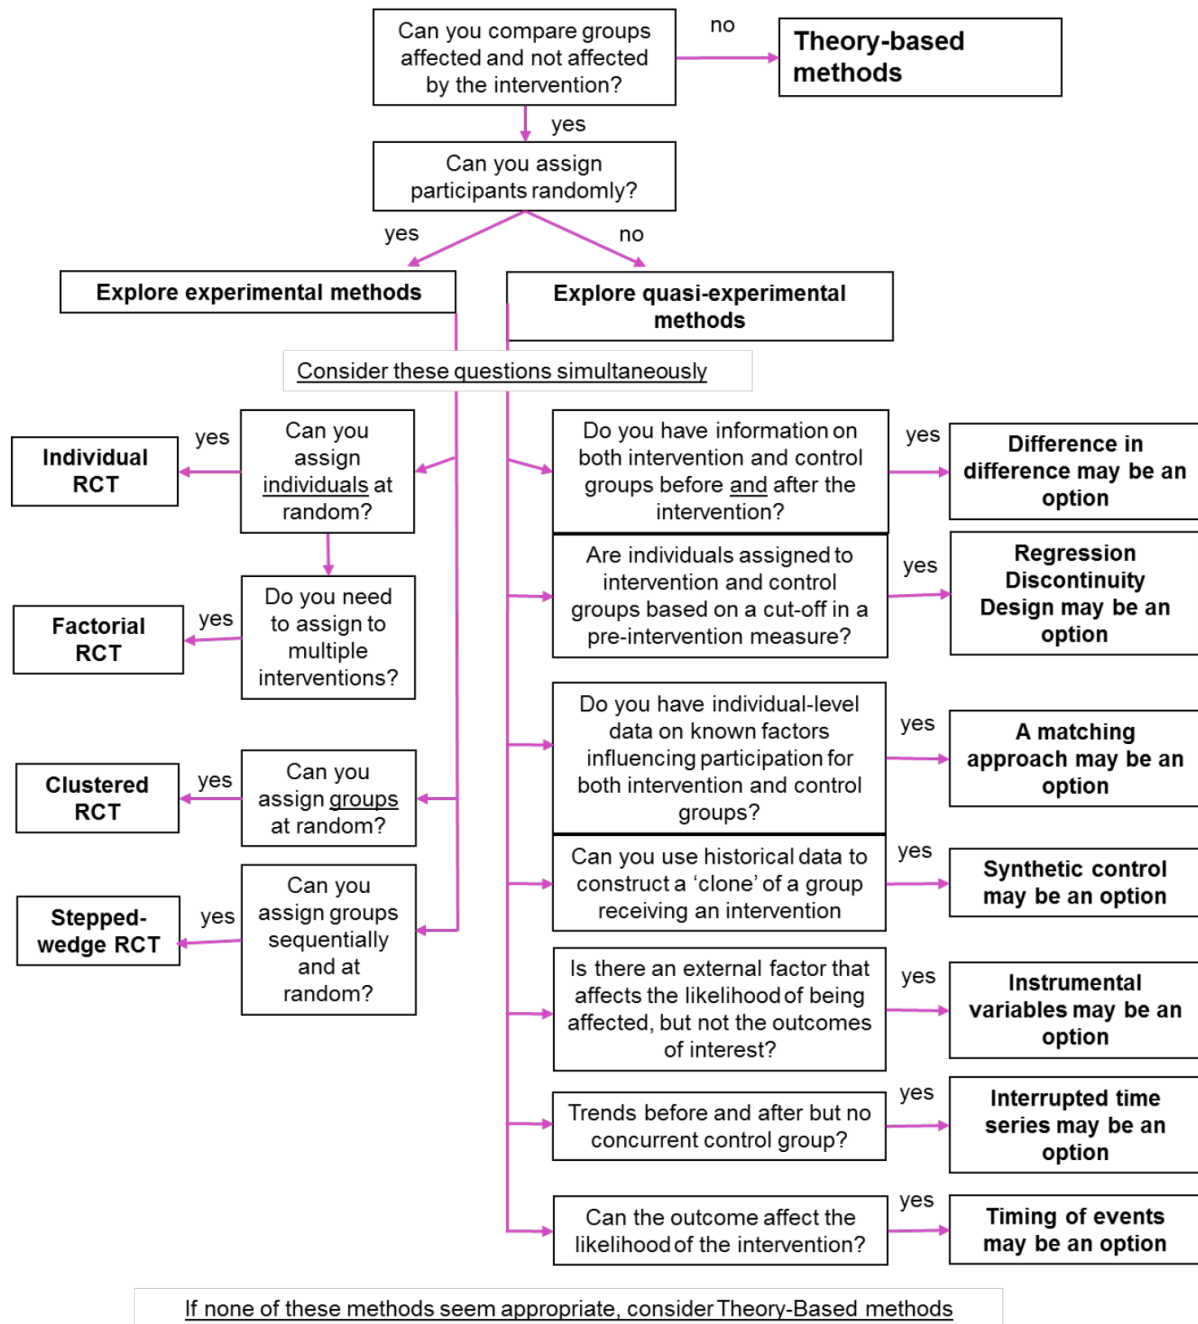 Can you compare groups
affected and not affected
by the intervention?
no
Theory-based
methods
yes
Can you assign
participants randomly?
yes
no
Explore experimental methods
Explore quasi-experimental
methods
Consider these questions simultaneously
Individual
RCT
yes
Can you
assign
individuals at
random?
Do you have information on
both intervention and control
groups before and after the
intervention?
yes
Difference in
difference may be an
option
Factorial
RCT
yes
Do you need
to assign to
multiple
interventions?
Are individuals assigned to
intervention and control
groups based on a cut-off in a
pre-intervention measure?
yes
Regression
Discontinuity
Design may be an
option
Clustered
RCT
yes
Can you
assign groups
at random?
Do you have individual-level
data on known factors
influencing participation for
both intervention and control
groups?
yes
A matching
approach may be an
option
Stepped-
wedge RCT
yes
Can you
assign groups
sequentially
and at
random?
Can you use historical data to
construct a ‘clone’ of a group
receiving an intervention
yes
Synthetic control
may be an option
Is there an external factor that
affects the likelihood of being
affected, but not the outcomes
of interest?
yes
Instrumental
variables may be an
option
Trends before and after but no
concurrent control group?
yes
Interrupted time
series may be an
option
Can the outcome affect the
likelihood of the intervention?
yes
Timing of events
may be an option
If none of these methods seem appropriate, consider Theory-Based methods